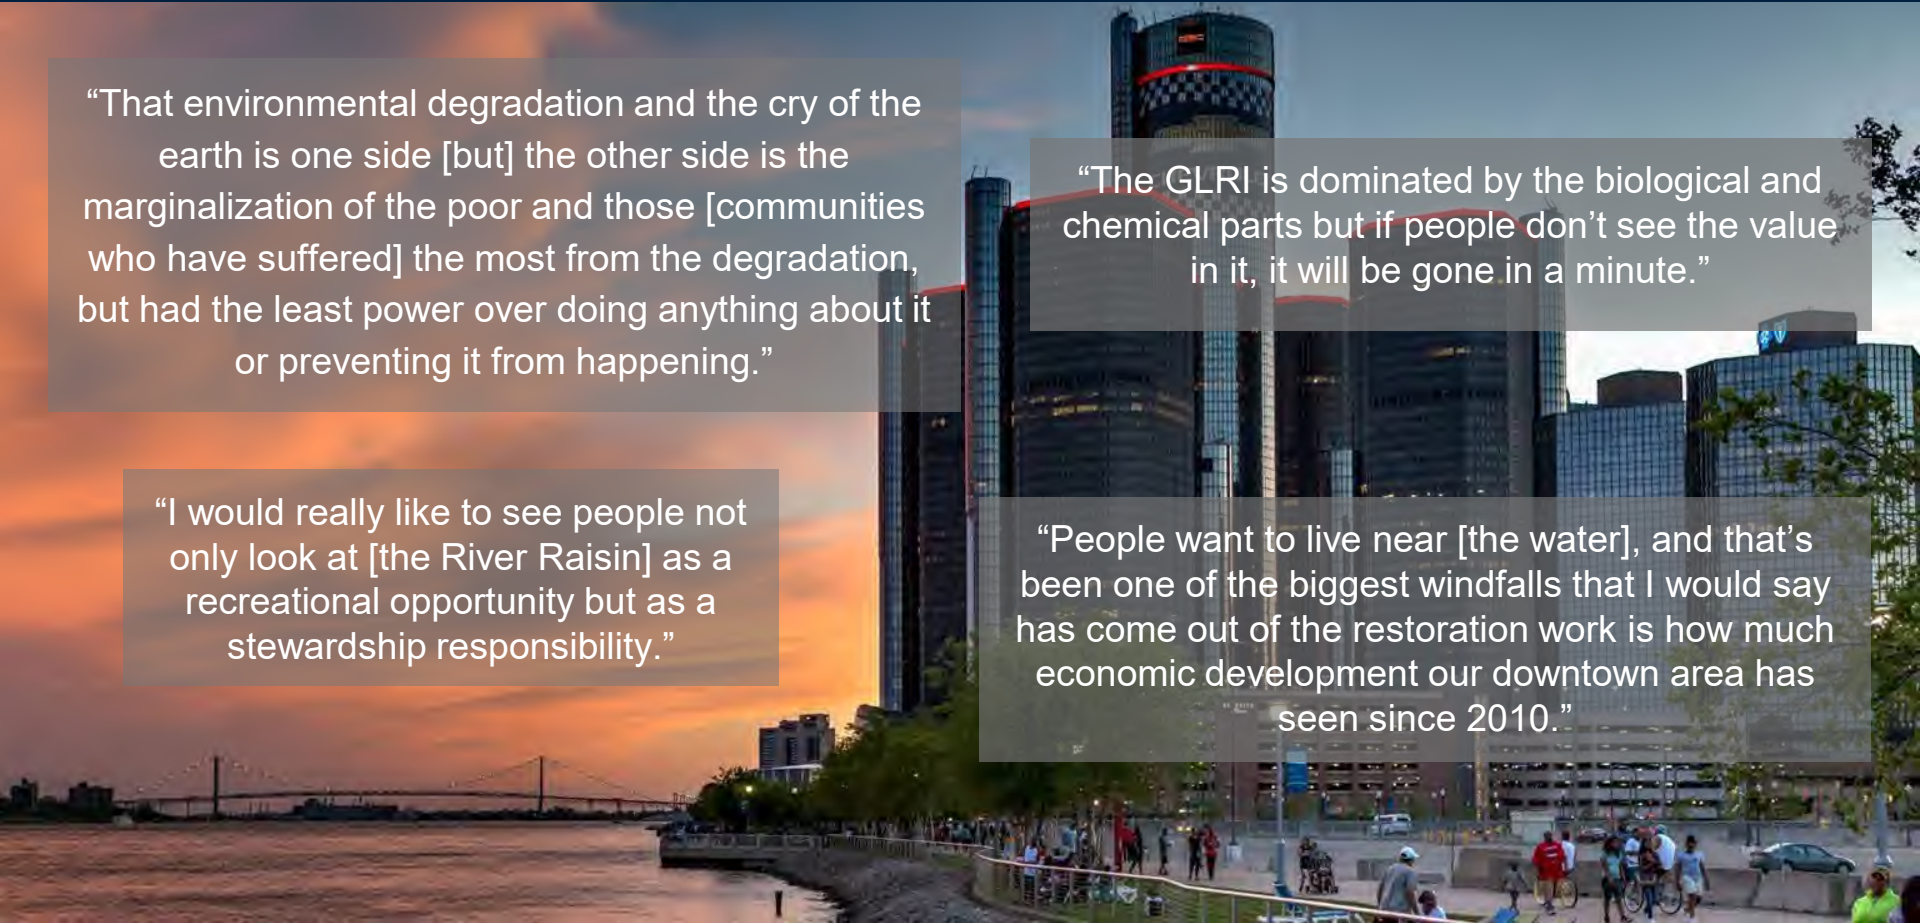 “That environmental degradation and the cry of the
earth is one side [but] the other side is the
marginalization of the poor and those [communities
who have suffered] the most from the degradation,
but had the least power over doing anything about it
or preventing it from happening.”
“The GLRI is dominated by the biological and
chemical parts but if people don’t see the value
in it, it will be gone in a minute.”
“I would really like to see people not
only look at [the River Raisin] as a
recreational opportunity but as a
stewardship responsibility.”
“People want to live near [the water], and that’s
been one of the biggest windfalls that I would say
has come out of the restoration work is how much
economic development our downtown area has
seen since 2010.”